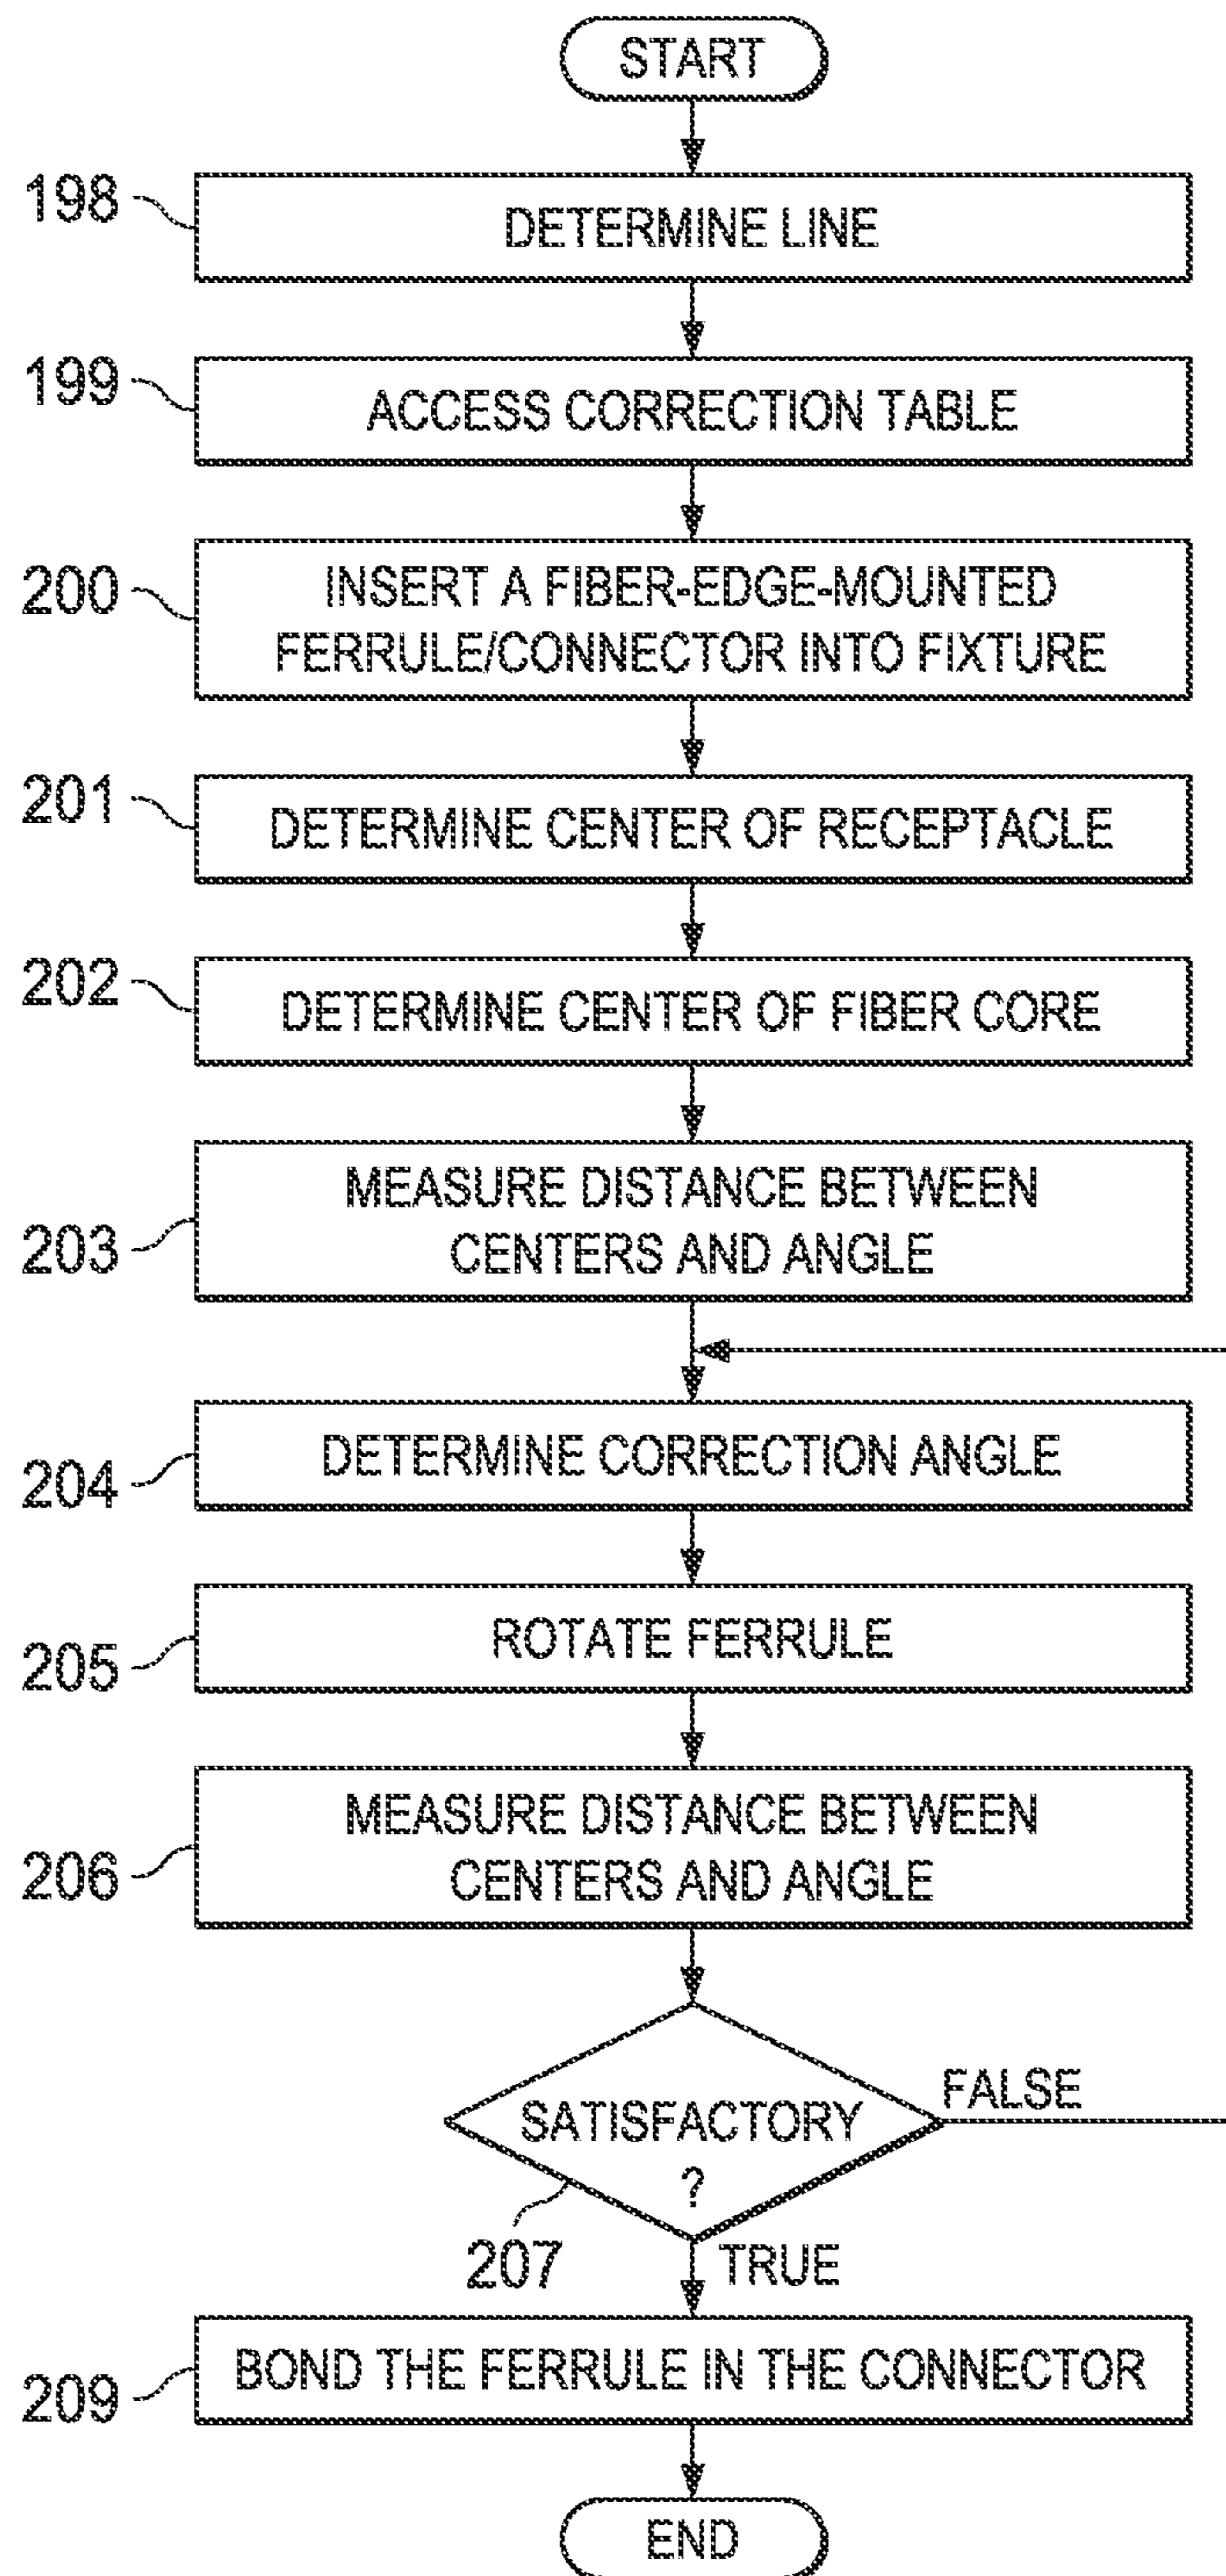 START
198
DETERMINE LINE
199
ACCESS CORRECTION TABLE
200
INSERT A FIBER-EDGE-MOUNTED
FERRULE/CONNECTOR INTO FIXTURE
201
DETERMINE CENTER OF RECEPTACLE
202
DETERMINE CENTER OF FIBER CORE
203
MEASURE DISTANCE BETWEEN
CENTERS AND ANGLE
204
DETERMINE CORRECTION ANGLE
205
ROTATE FERRULE
206
MEASURE DISTANCE BETWEEN
CENTERS AND ANGLE
FALSE
SATISFACTORY
?
207
TRUE
209
BOND THE FERRULE IN THE CONNECTOR
END